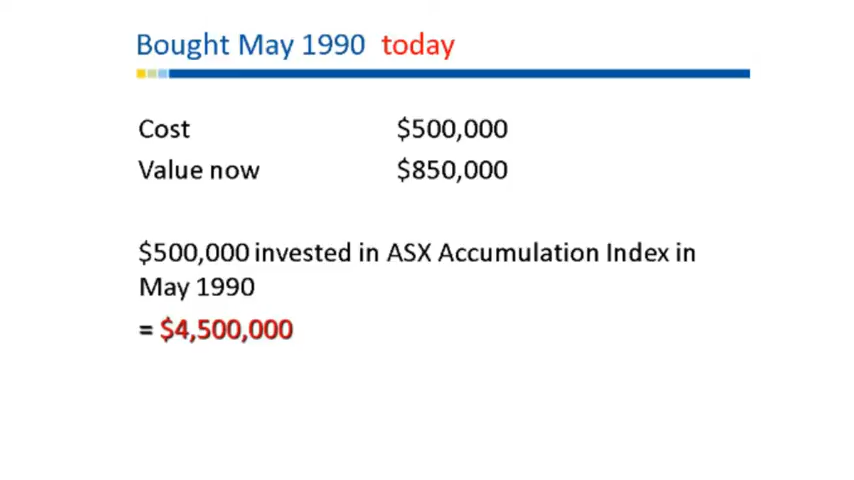 Bought May 1990 today
Cost $500,000
Value now $850,000
$500,000 invested in ASX Accumulation Index in
May 1990
= $4,500,000